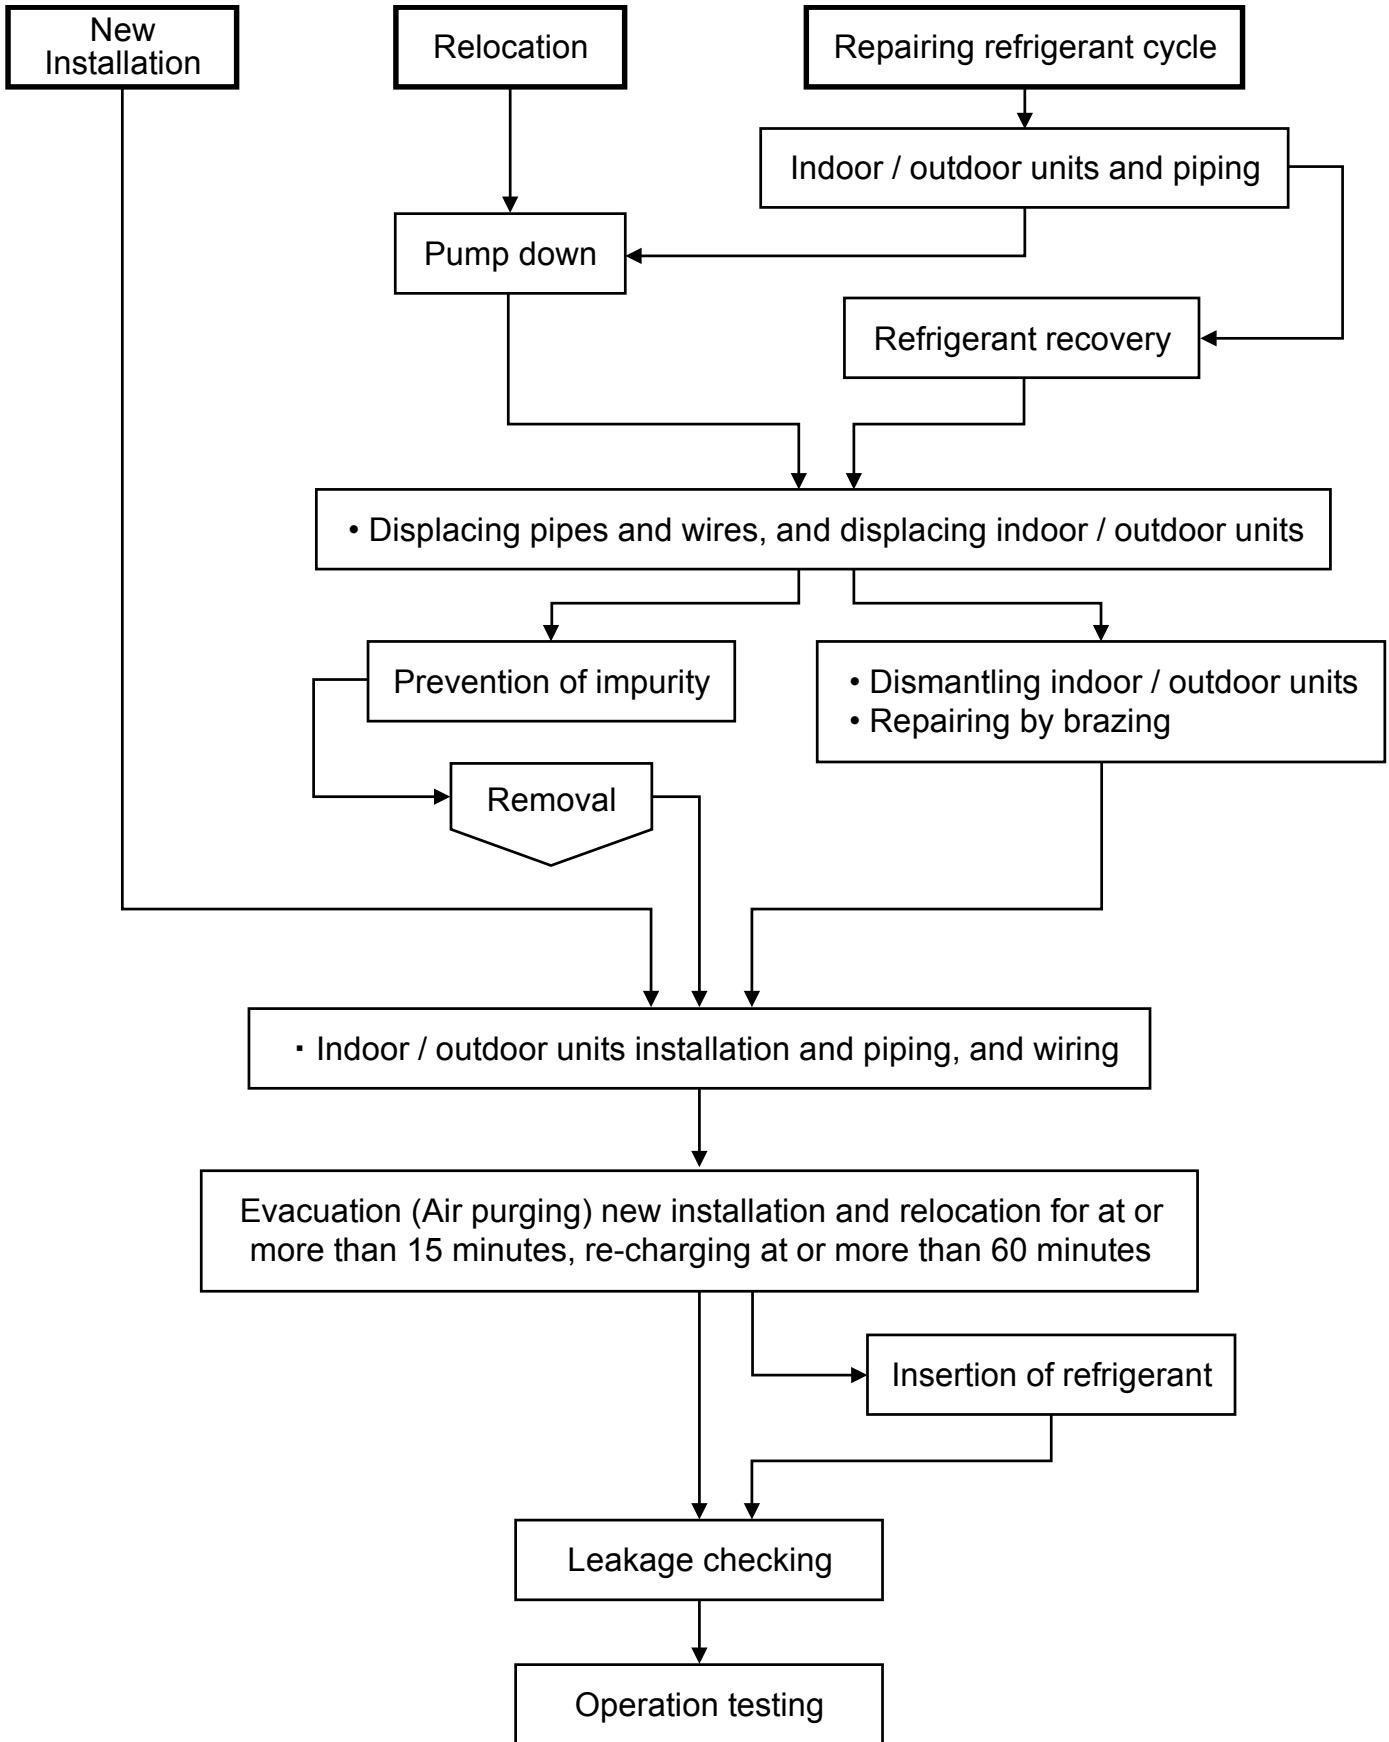 New
Installation
Relocation
Repairing refrigerant cycle
Indoor / outdoor units and piping
Pump down
Refrigerant recovery
• Displacing pipes and wires, and displacing indoor / outdoor units
Prevention of impurity
• Dismantling indoor / outdoor units
• Repairing by brazing
Removal
・Indoor / outdoor units installation and piping, and wiring
Evacuation (Air purging) new installation and relocation for at or
more than 15 minutes, re-charging at or more than 60 minutes
Insertion of refrigerant
Leakage checking
Operation testing